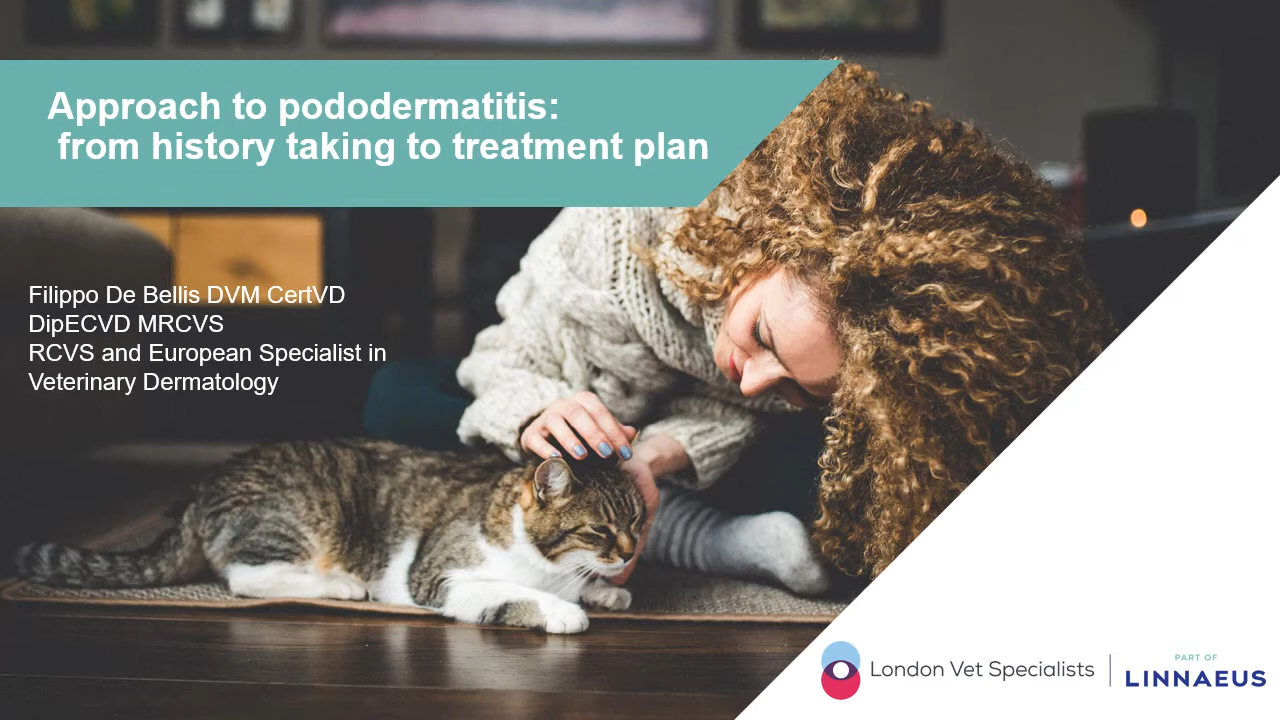 Approach to pododermatitis:
from history taking to treatment plan
Filippo De Bellis DVM CertVD
DipECVD MRCVS
RCVS and European Specialist in
Veterinary Dermatology
London Vet Specialists
PART OF
LINNAEUS